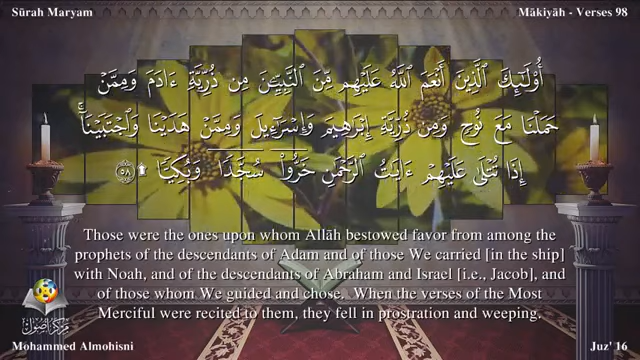 Sūrah Maryam
Mākiyāh - Verses 98
أُوْلَـٰٓئِكَ ٱلَّذِينَ أَنْعَمَ ٱللَّهُ عَلَيْهِم مِّنَ ٱلنَّبِيِّـۧنَ مِن ذُرِّيَّةِ ءَادَمَ وَمِمَّنْ
حَمَلْنَا مَعَ نُوحٍ وَمِن ذُرِّيَّةِ إِبْرَٰهِيمَ وَإِسْرَٰٓءِيلَ وَمِمَّنْ هَدَيْنَا وَٱجْتَبَيْنَآ ۚ
إِذَا تُتْلَىٰ عَلَيْهِمْ ءَايَـٰتُ ٱلرَّحْمَـٰنِ خَرُّوا۟ سُجَّدًا وَبُكِيًّا ۩ ٥٨
Those were the ones upon whom Allāh bestowed favor from among the
prophets of the descendants of Adam and of those We carried [in the ship]
with Noah, and of the descendants of Abraham and Israel [i.e., Jacob], and
of those whom We guided and chose. When the verses of the Most
Merciful were recited to them, they fell in prostration and weeping.
مركز الأصول
Mohammed Almohisni
Juz' 16